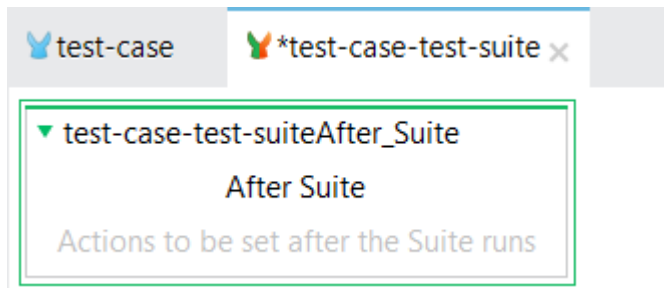 test-case
*test-case-test-suite
test-case-test-suiteAfter_Suite
After Suite
Actions to be set after the Suite runs